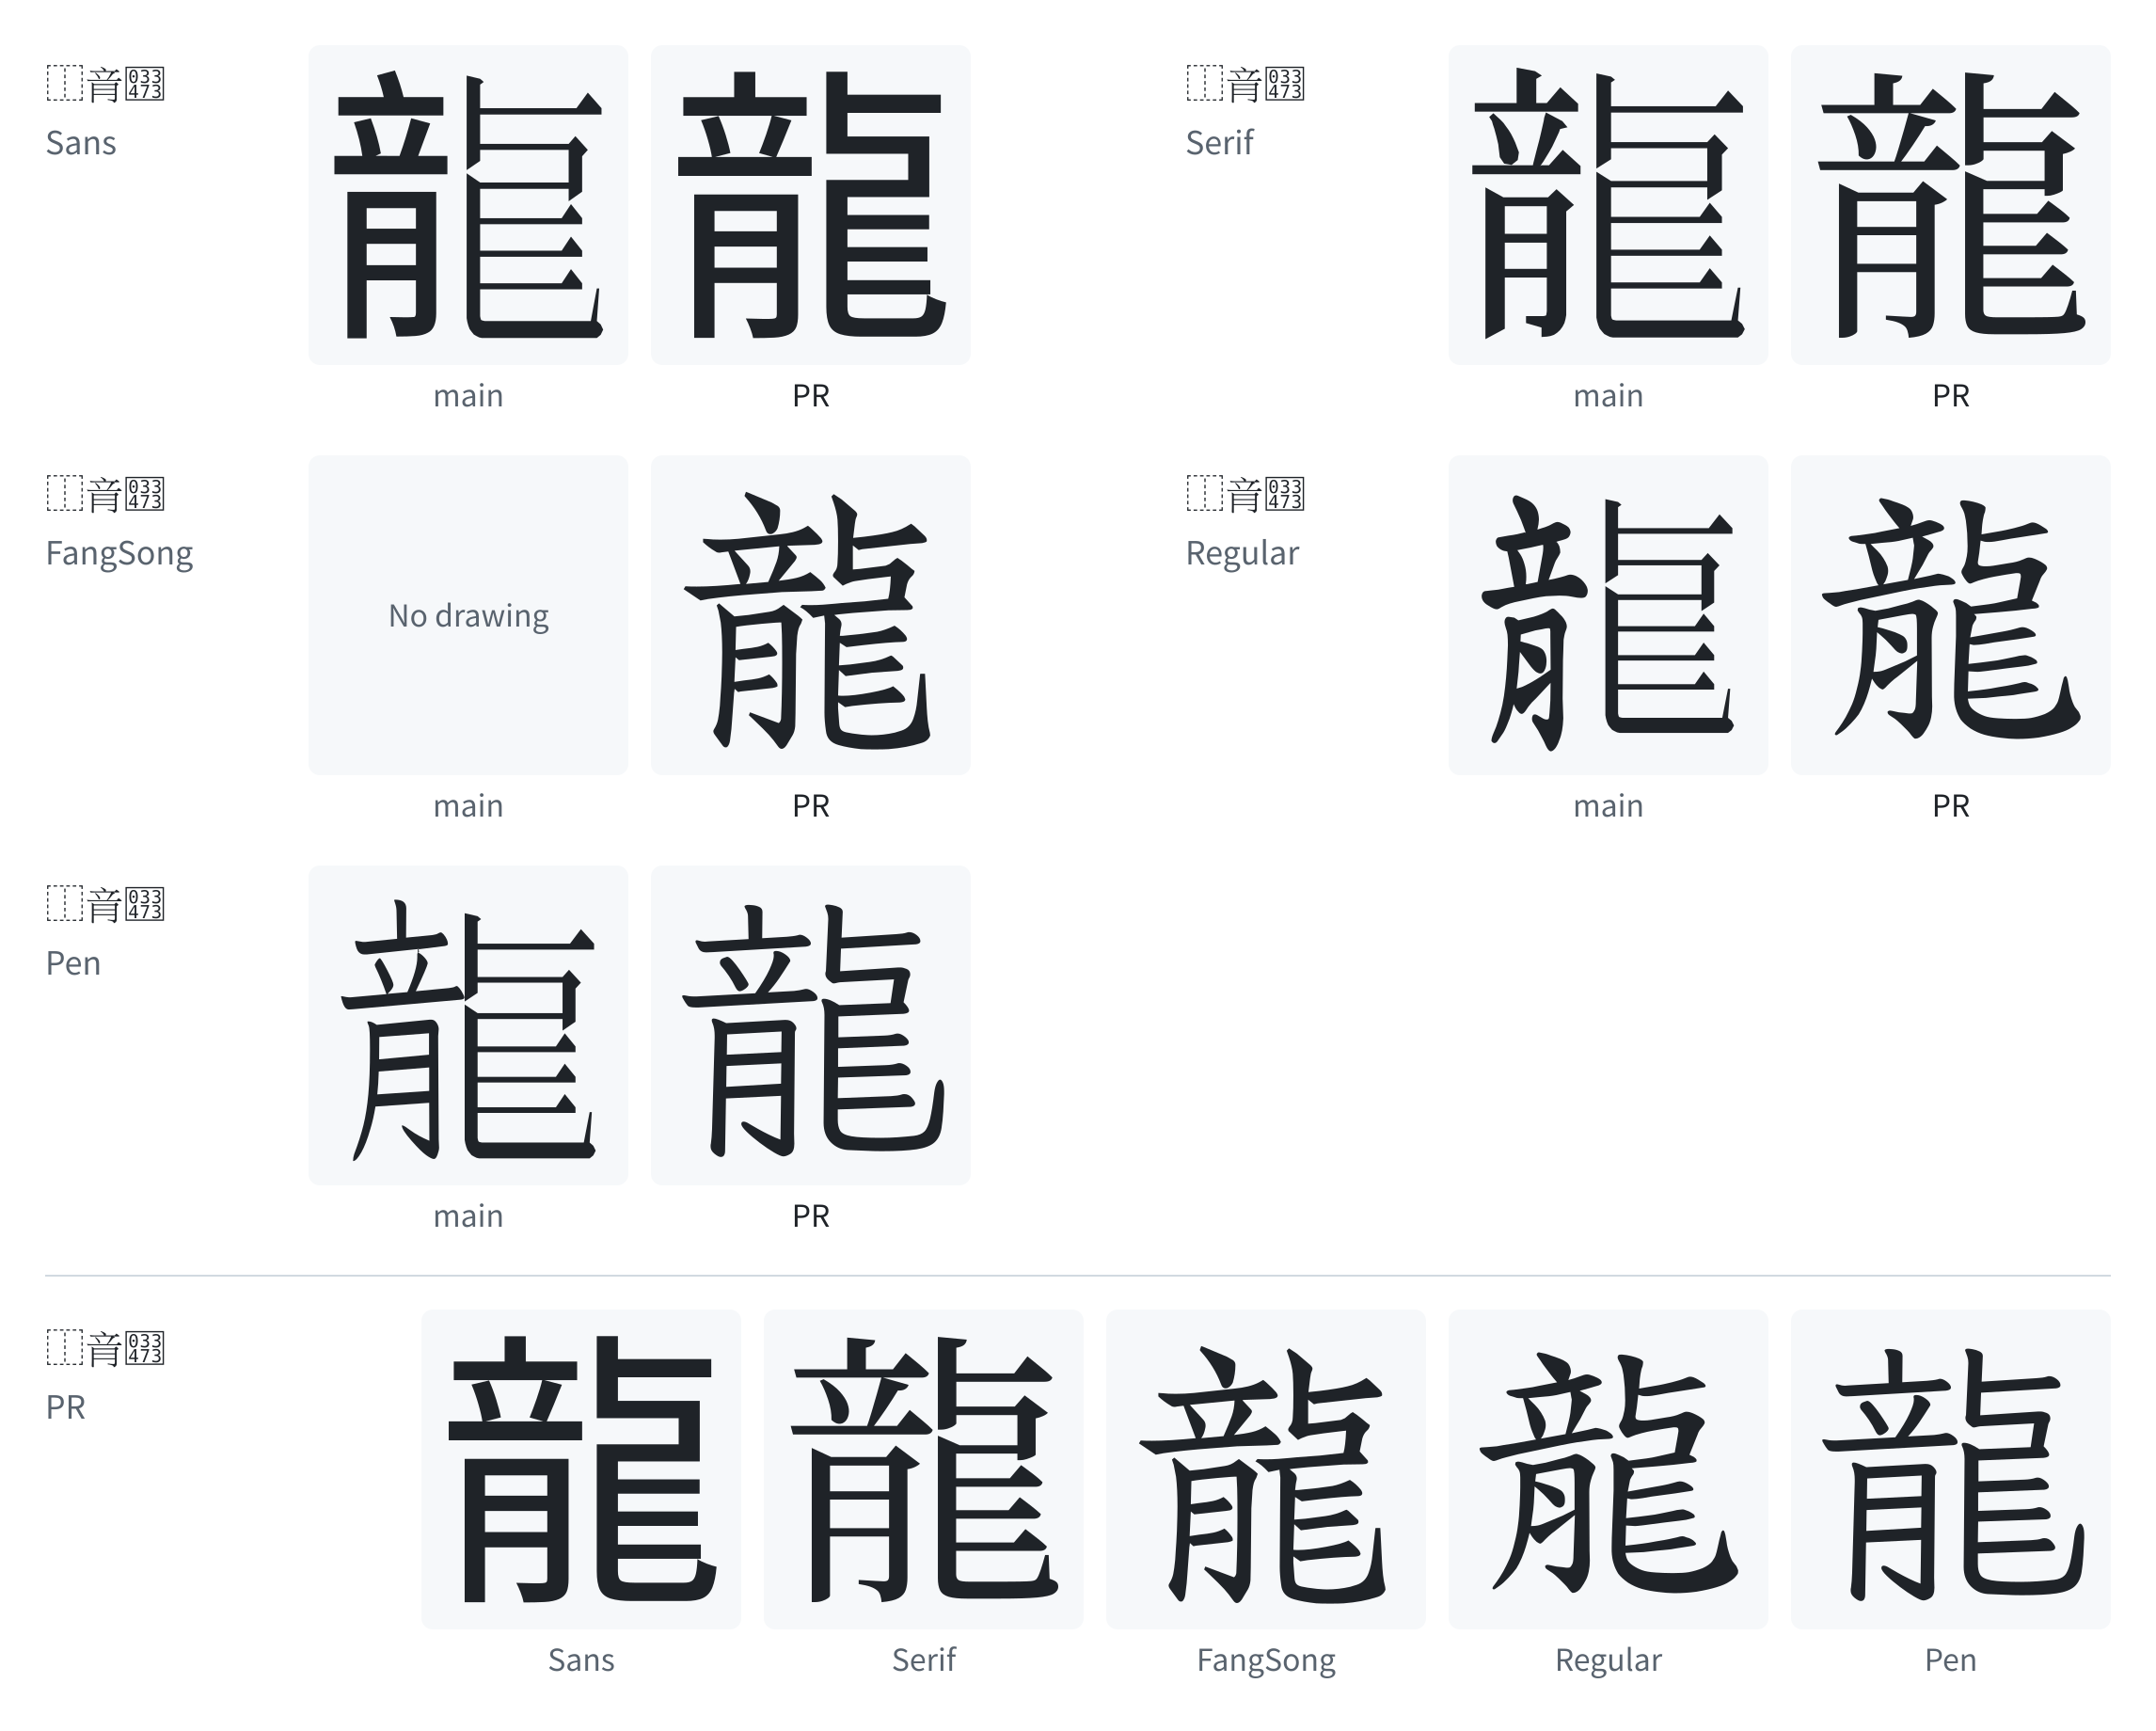 Sans
龍 龍
main PR
Serif
龍 龍
main PR
FangSong
No drawing 龍
main PR
Regular
龍 龍
main PR
Pen
龍 龍
main PR
PR
龍 龍 龍 龍 龍
Sans Serif FangSong Regular Pen